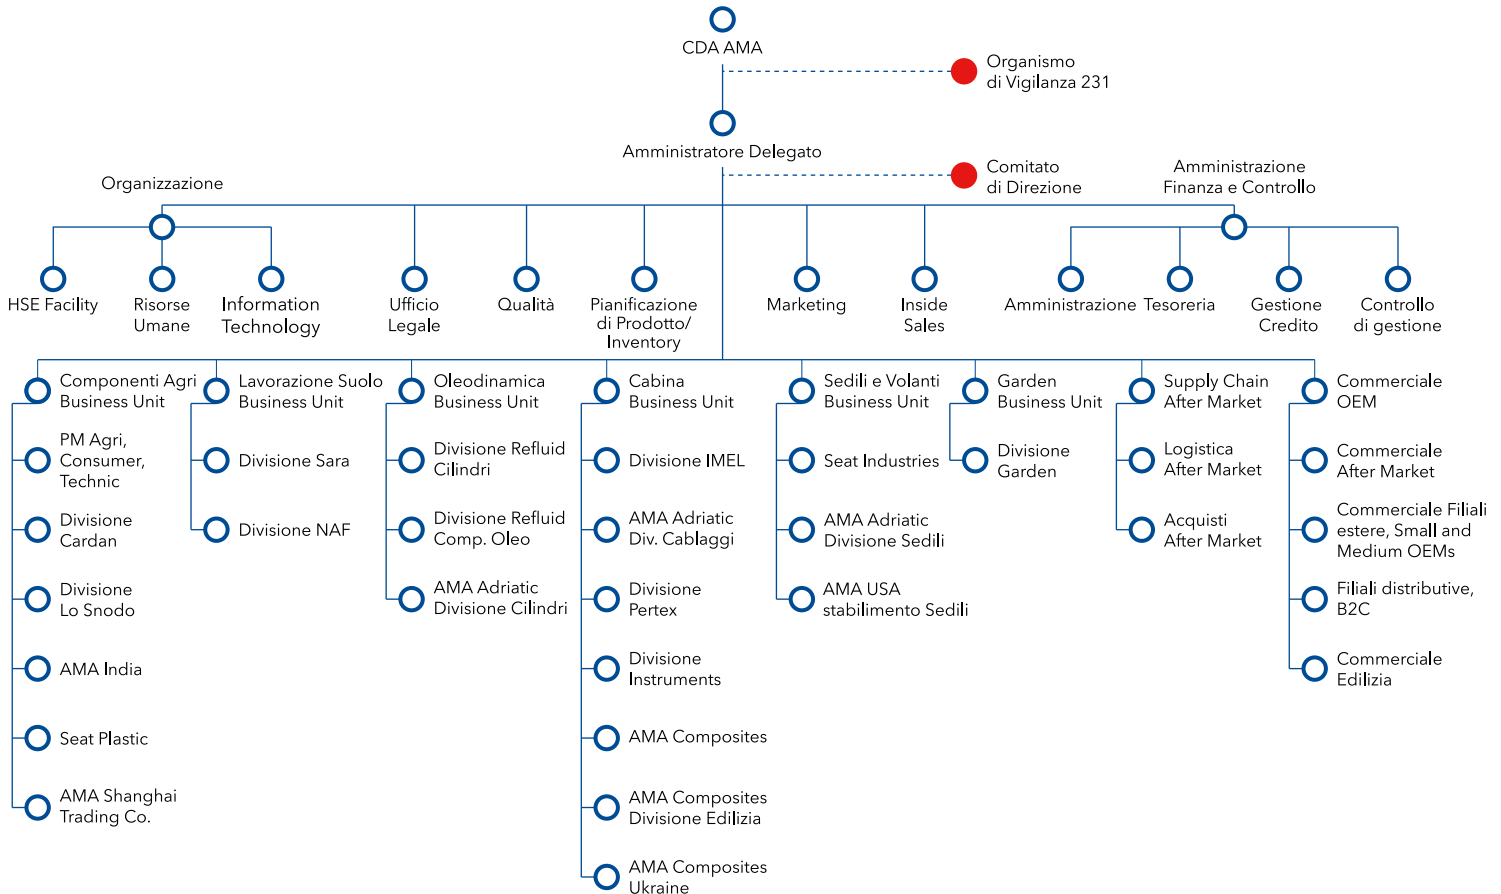 CDA AMA
Organismo
di Vigilanza 231
Amministratore Delegato
Comitato
di Direzione
Organizzazione
Amministrazione
Finanza e Controllo
HSE Facility
Risorse
Umane
Information
Technology
Ufficio
Legale
Qualità
Pianificazione
di Prodotto/
Inventory
Marketing
Inside
Sales
Amministrazione
Tesoreria
Gestione
Credito
Controllo
di gestione
Componenti Agri
Business Unit
PM Agri,
Consumer,
Technic
Divisione
Cardan
Divisione
Lo Snodo
AMA India
Seat Plastic
AMA Shanghai
Trading Co.
Lavorazione Suolo
Business Unit
Divisione Sara
Divisione NAF
Oleodinamica
Business Unit
Divisione Refluid
Cilindri
Divisione Refluid
Comp. Oleo
AMA Adriatic
Divisione Cilindri
Cabina
Business Unit
Divisione IMEL
AMA Adriatic
Div. Cablaggi
Divisione
Pertex
Divisione
Instruments
AMA Composites
AMA Composites
Divisione Edilizia
AMA Composites
Ukraine
Sedili e Volanti
Business Unit
Seat Industries
AMA Adriatic
Divisione Sedili
AMA USA
stabilimento Sedili
Garden
Business Unit
Divisione
Garden
Supply Chain
After Market
Logistica
After Market
Acquisti
After Market
Commerciale
OEM
Commerciale
After Market
Commerciale Filiali
estere, Small and
Medium OEMs
Filiali distributive,
B2C
Commerciale
Edilizia